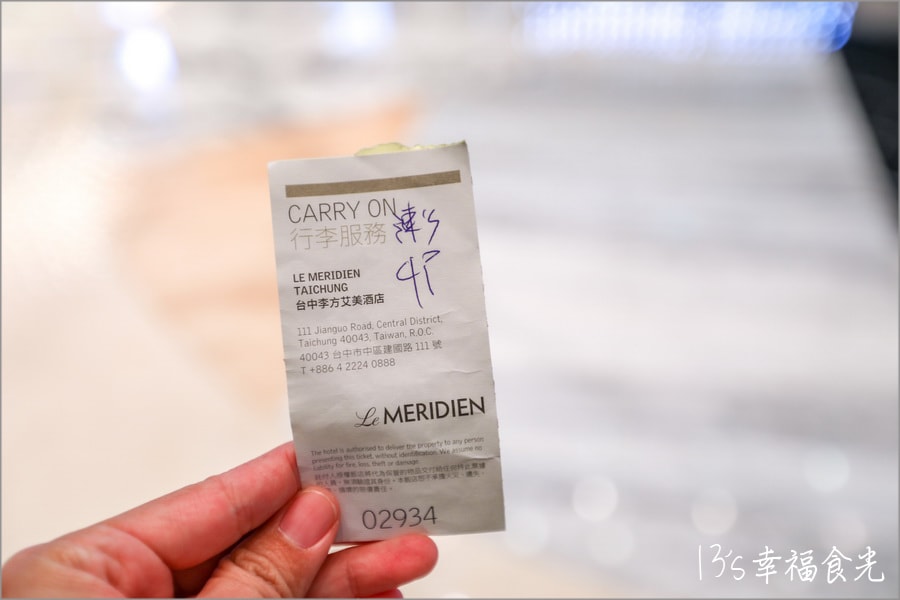 CARRY ON
行李服務
陳's
4P
LE MERIDIEN
TAICHUNG
台中李方艾美酒店
111 Jianguo Road, Central District,
Taichung 40043, Taiwan, R.O.C.
40043 台中市中區建國路 111 號
T +886 4 2224 0888
Le MERIDIEN
The hotel is authorised to deliver the property to any person
presenting this ticket, without identification. We assume no
liability for fire, loss, theft or damage.
02934
13's幸福食光